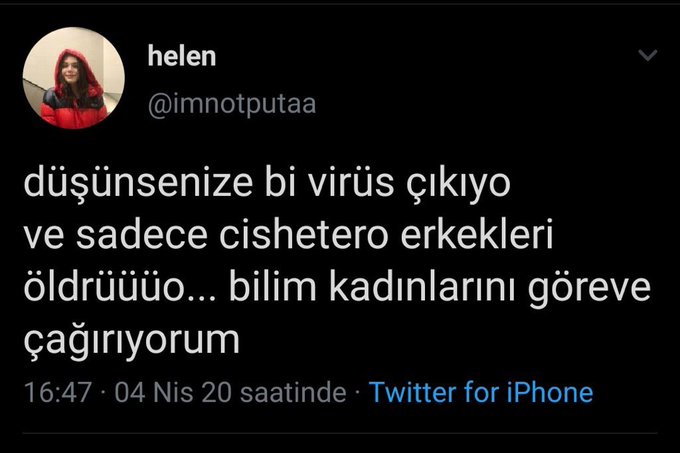 helen
@imnotputaa
düşünsenize bi virüs çıkıyo
ve sadece cishetero erkekleri
öldrüüüo... bilim kadınlarını göreve
çağırıyorum
16:47 · 04 Nis 20 saatinde · Twitter for iPhone